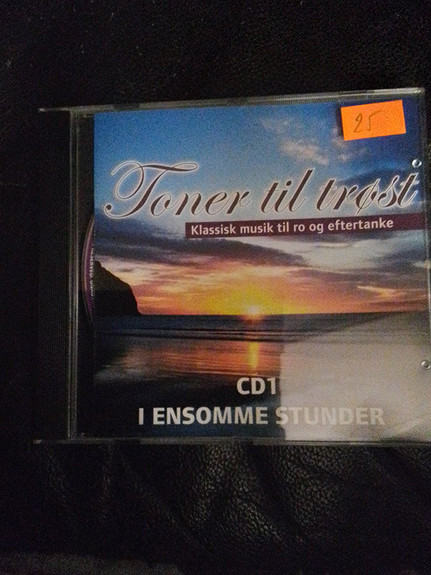 25
Toner til trøst
Klassisk musik til ro og eftertanke
CD1
I ENSOMME STUNDER